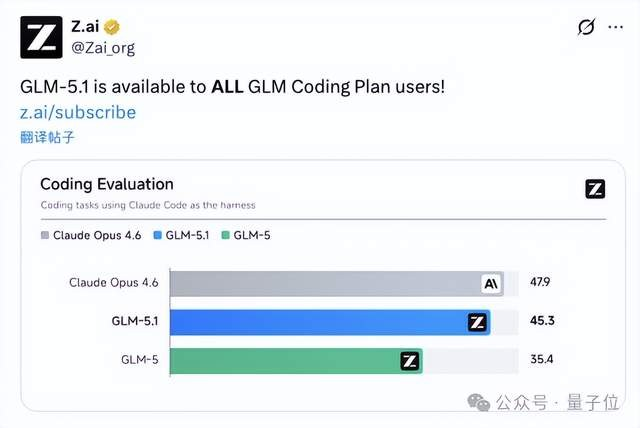 Z.ai
@Zai_org
GLM-5.1 is available to ALL GLM Coding Plan users!
z.ai/subscribe
翻译帖子
Coding Evaluation
Coding tasks using Claude Code as the harness
Claude Opus 4.6 GLM-5.1 GLM-5
Claude Opus 4.6 47.9
GLM-5.1 45.3
GLM-5 35.4
公众号·量子位